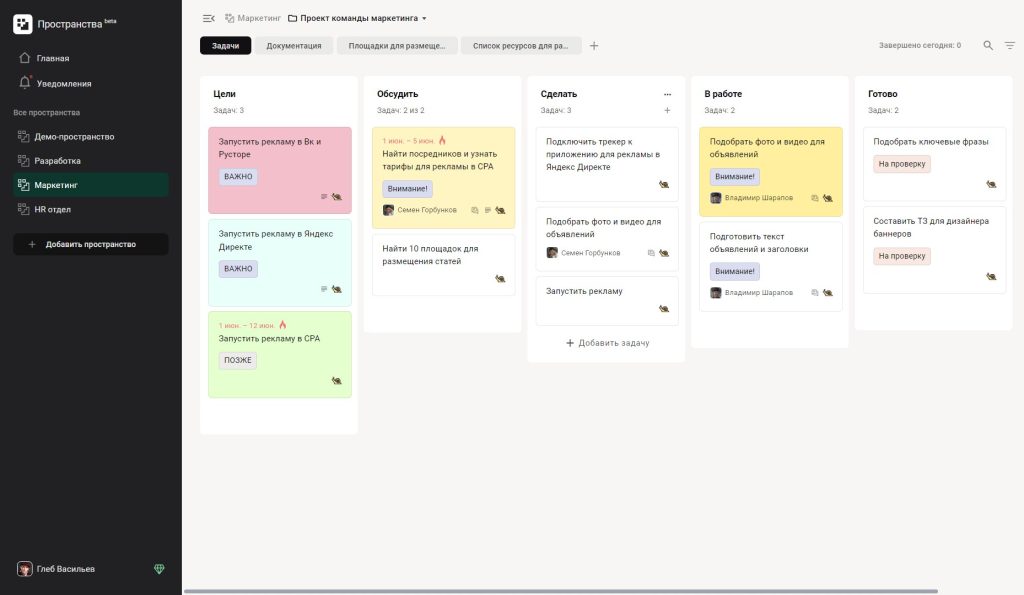 Пространства beta
Главная
Уведомления
Все пространства
Демо-пространство
Разработка
Маркетинг
HR отдел
Добавить пространство
Глеб Васильев
Маркетинг Проект команды маркетинга
Задачи Документация Площадки для размеще... Список ресурсов для ра...
Завершено сегодня: 0
Цели
Задач: 3
Запустить рекламу в Вк и
Русторе
ВАЖНО
Запустить рекламу в Яндекс
Директе
ВАЖНО
1 июн. – 12 июн.
Запустить рекламу в СРА
ПОЗЖЕ
Обсудить
Задач: 2 из 2
1 июн. – 5 июн.
Найти посредников и узнать
тарифы для рекламы в СРА
Внимание!
Семен Горбунков
Найти 10 площадок для
размещения статей
Сделать
Задач: 3
Подключить трекер к
приложению для рекламы в
Яндекс Директе
Подобрать фото и видео для
объявлений
Семен Горбунков
Запустить рекламу
Добавить задачу
В работе
Задач: 2
Подобрать фото и видео для
объявлений
Внимание!
Владимир Шарапов
Подготовить текст
объявлений и заголовки
Внимание!
Владимир Шарапов
Готово
Задач: 2
Подобрать ключевые фразы
На проверку
Составить ТЗ для дизайнера
баннеров
На проверку